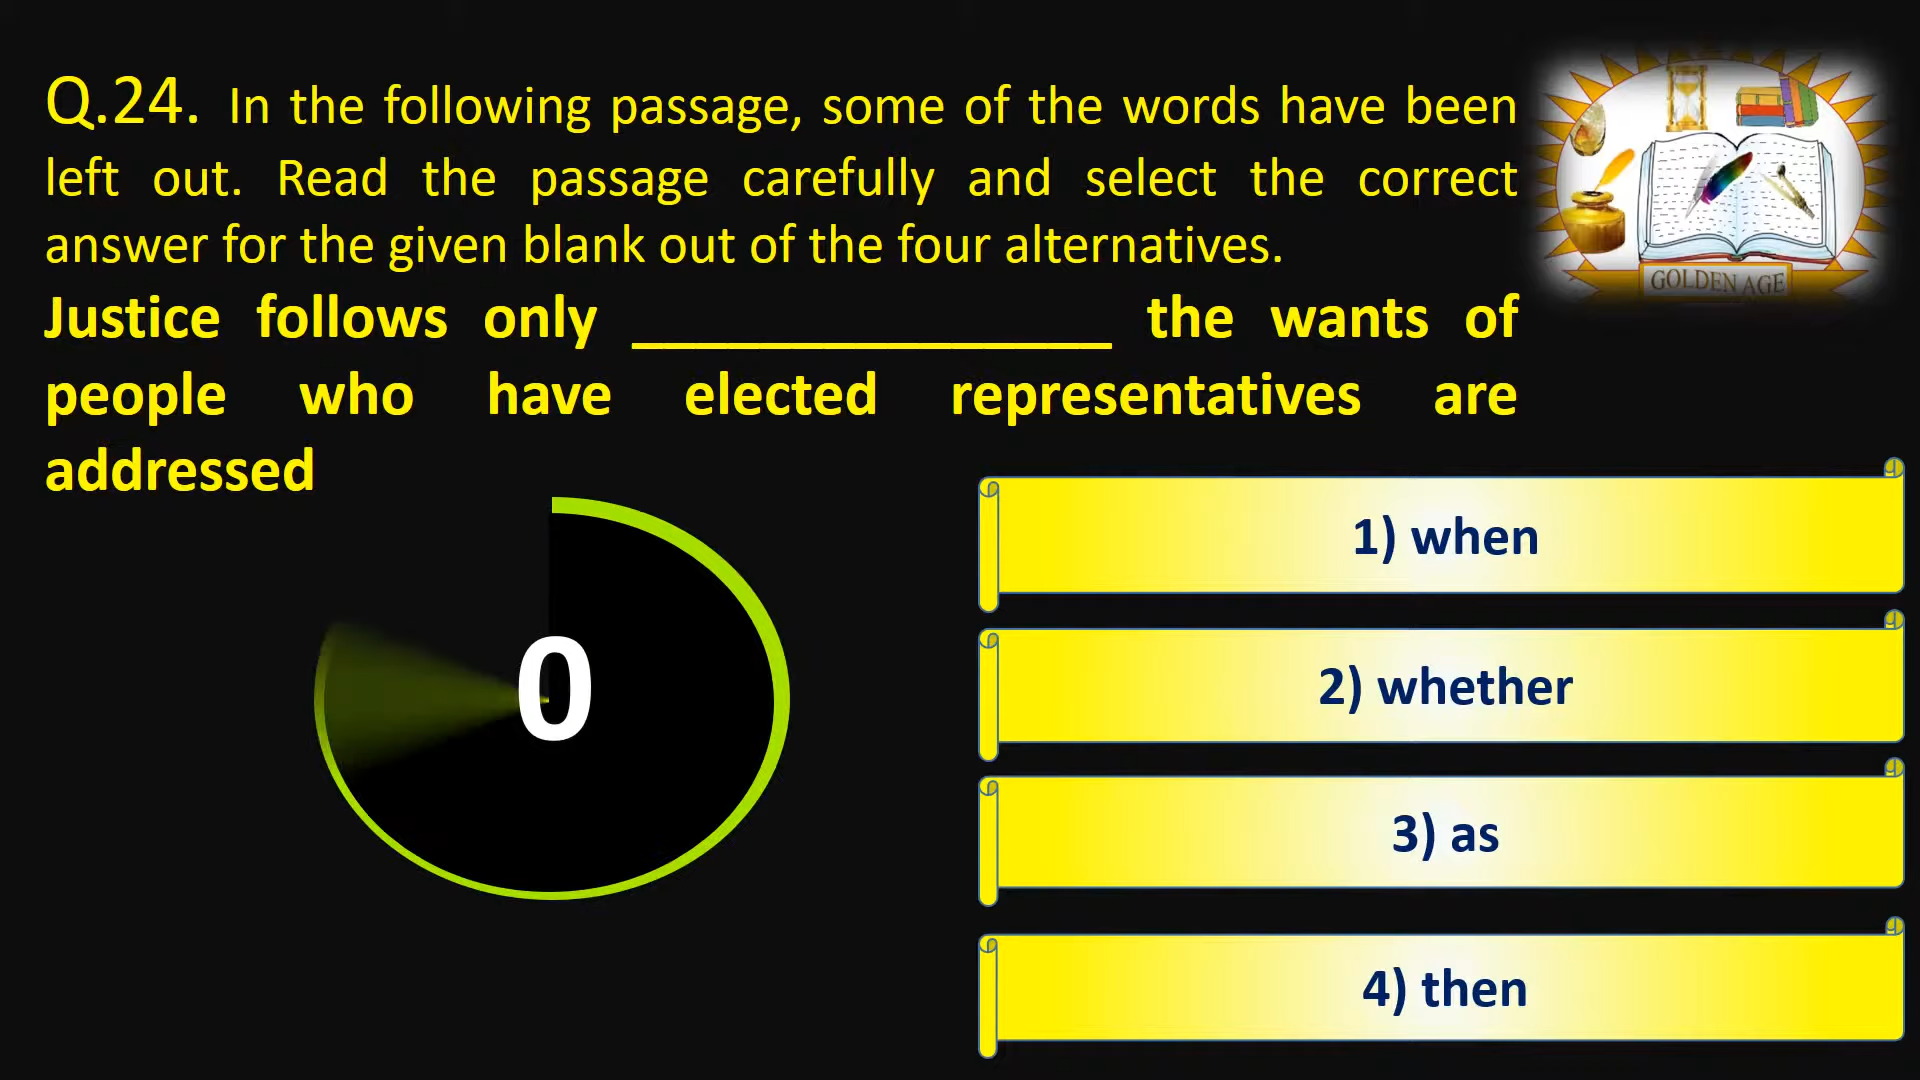 Q.24. In the following passage, some of the words have been
left out. Read the passage carefully and select the correct
answer for the given blank out of the four alternatives.
Justice follows only _______________ the wants of
people who have elected representatives are
addressed
GOLDEN AGE
0
1) when
2) whether
3) as
4) then